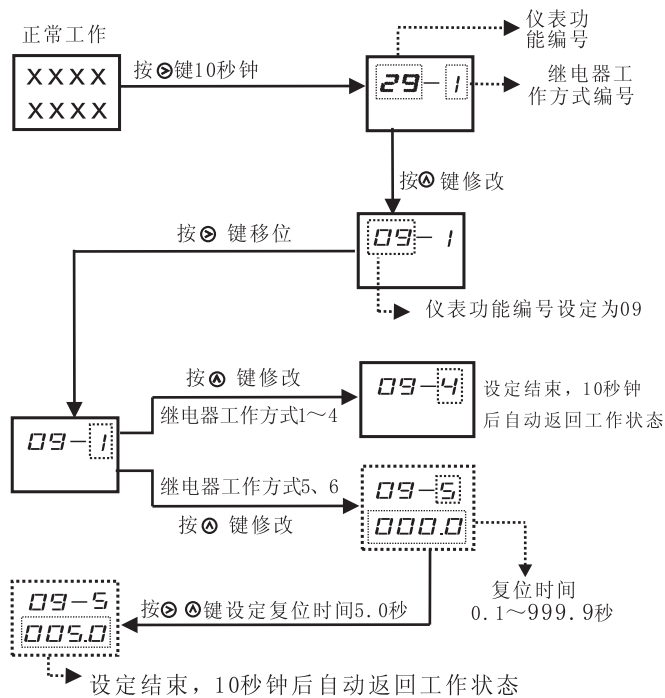 正常工作
XXXX
XXXX
按键10秒钟
29-1
仪表功
能编号
继电器工
作方式编号
按键修改
09-1
仪表功能编号设定为09
按 键移位
09-1
按 键修改
继电器工作方式1～4
09-4
设定结束，10秒钟
后自动返回工作状态
继电器工作方式5、6
按 键修改
09-5
000.0
复位时间
0.1～999.9秒
按 键设定复位时间5.0秒
09-5
005.0
设定结束，10秒钟后自动返回工作状态